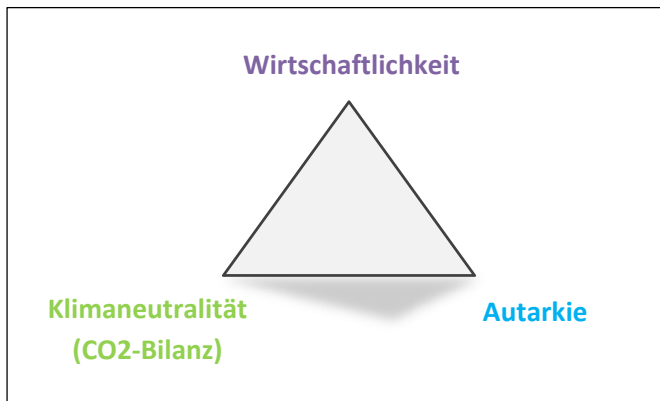 Wirtschaftlichkeit
Klimaneutralität
(CO2-Bilanz)
Autarkie